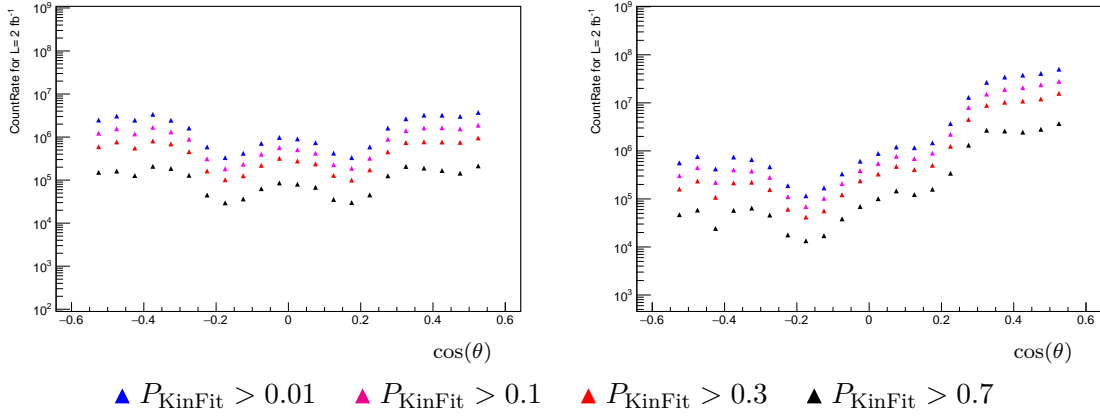 CountRate for L= 2 fb⁻¹
10⁹
10⁸
10⁷
10⁶
10⁵
10⁴
10³
10²
−0.6 −0.4 −0.2 0 0.2 0.4 0.6
cos(θ)
CountRate for L= 2 fb⁻¹
10⁹
10⁸
10⁷
10⁶
10⁵
10⁴
10³
−0.6 −0.4 −0.2 0 0.2 0.4 0.6
cos(θ)
P_KinFit > 0.01 P_KinFit > 0.1 P_KinFit > 0.3 P_KinFit > 0.7